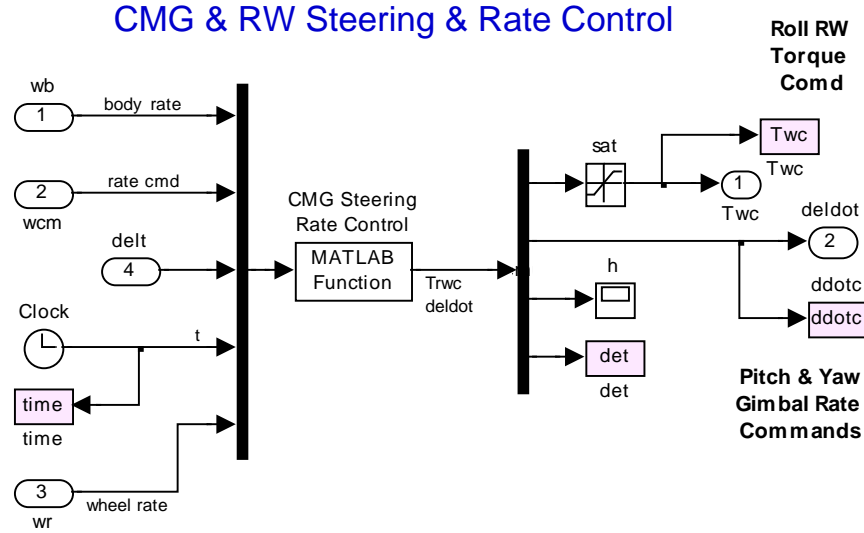 CMG & RW Steering & Rate Control
Roll RW
Torque
Comd
wb
1
body rate
2
rate cmd
wcm
delt
4
Clock
t
time
time
3
wheel rate
wr
CMG Steering
Rate Control
MATLAB
Function
Trwc
deldot
sat
Twc
Twc
1
Twc
deldot
2
h
ddotc
ddotc
det
det
Pitch & Yaw
Gimbal Rate
Commands